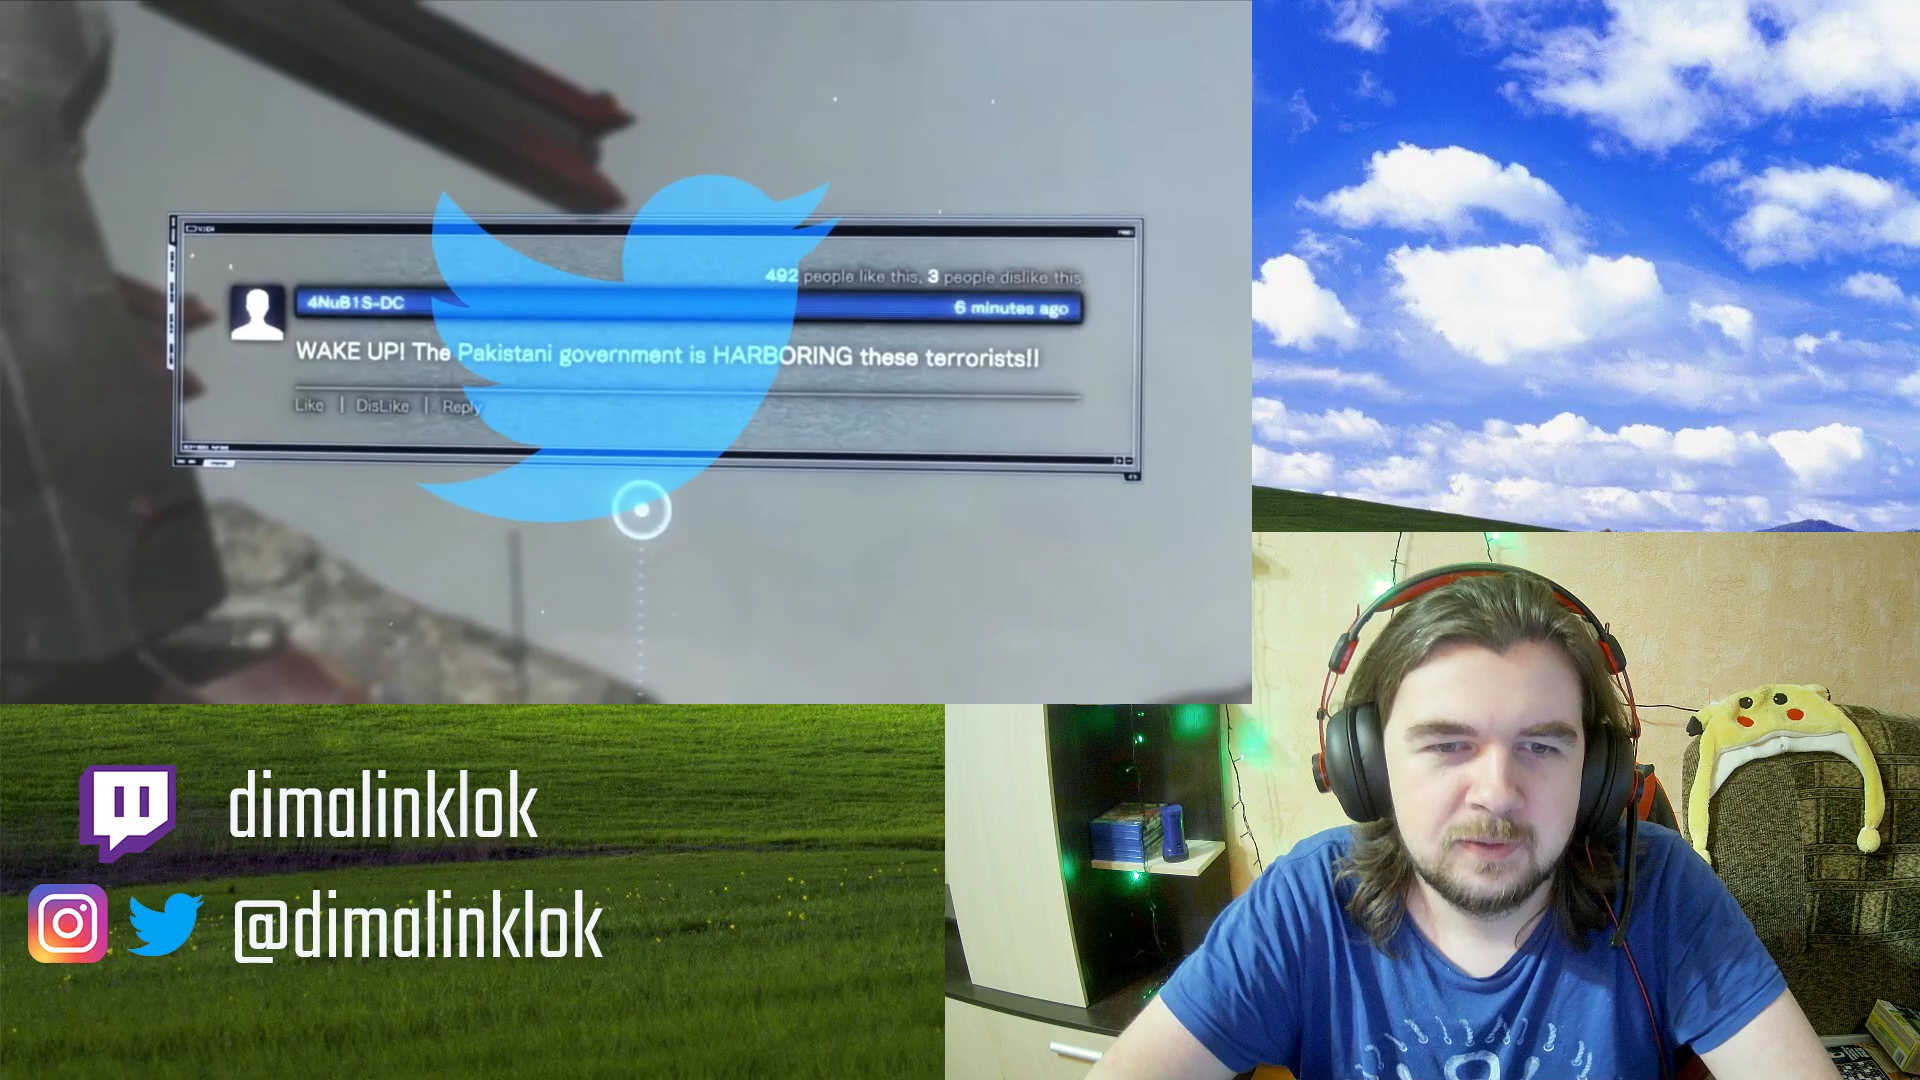 492 people like this, 3 people dislike this
4NuB1S-DC
6 minutes ago
WAKE UP! The Pakistani government is HARBORING these terrorists!!
Like | DisLike | Reply
dimalinklok
@dimalinklok